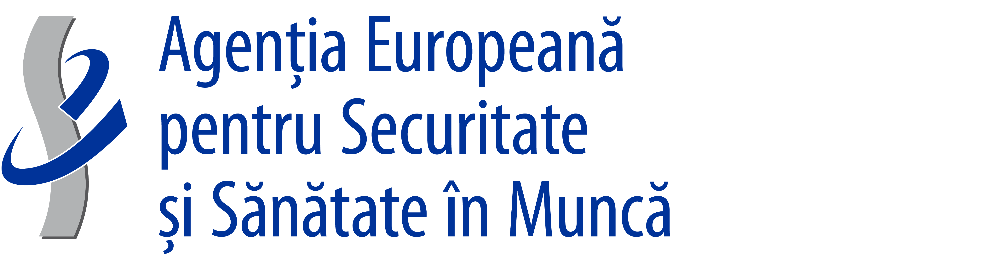 Agenția Europeană
pentru Securitate
și Sănătate în Muncă